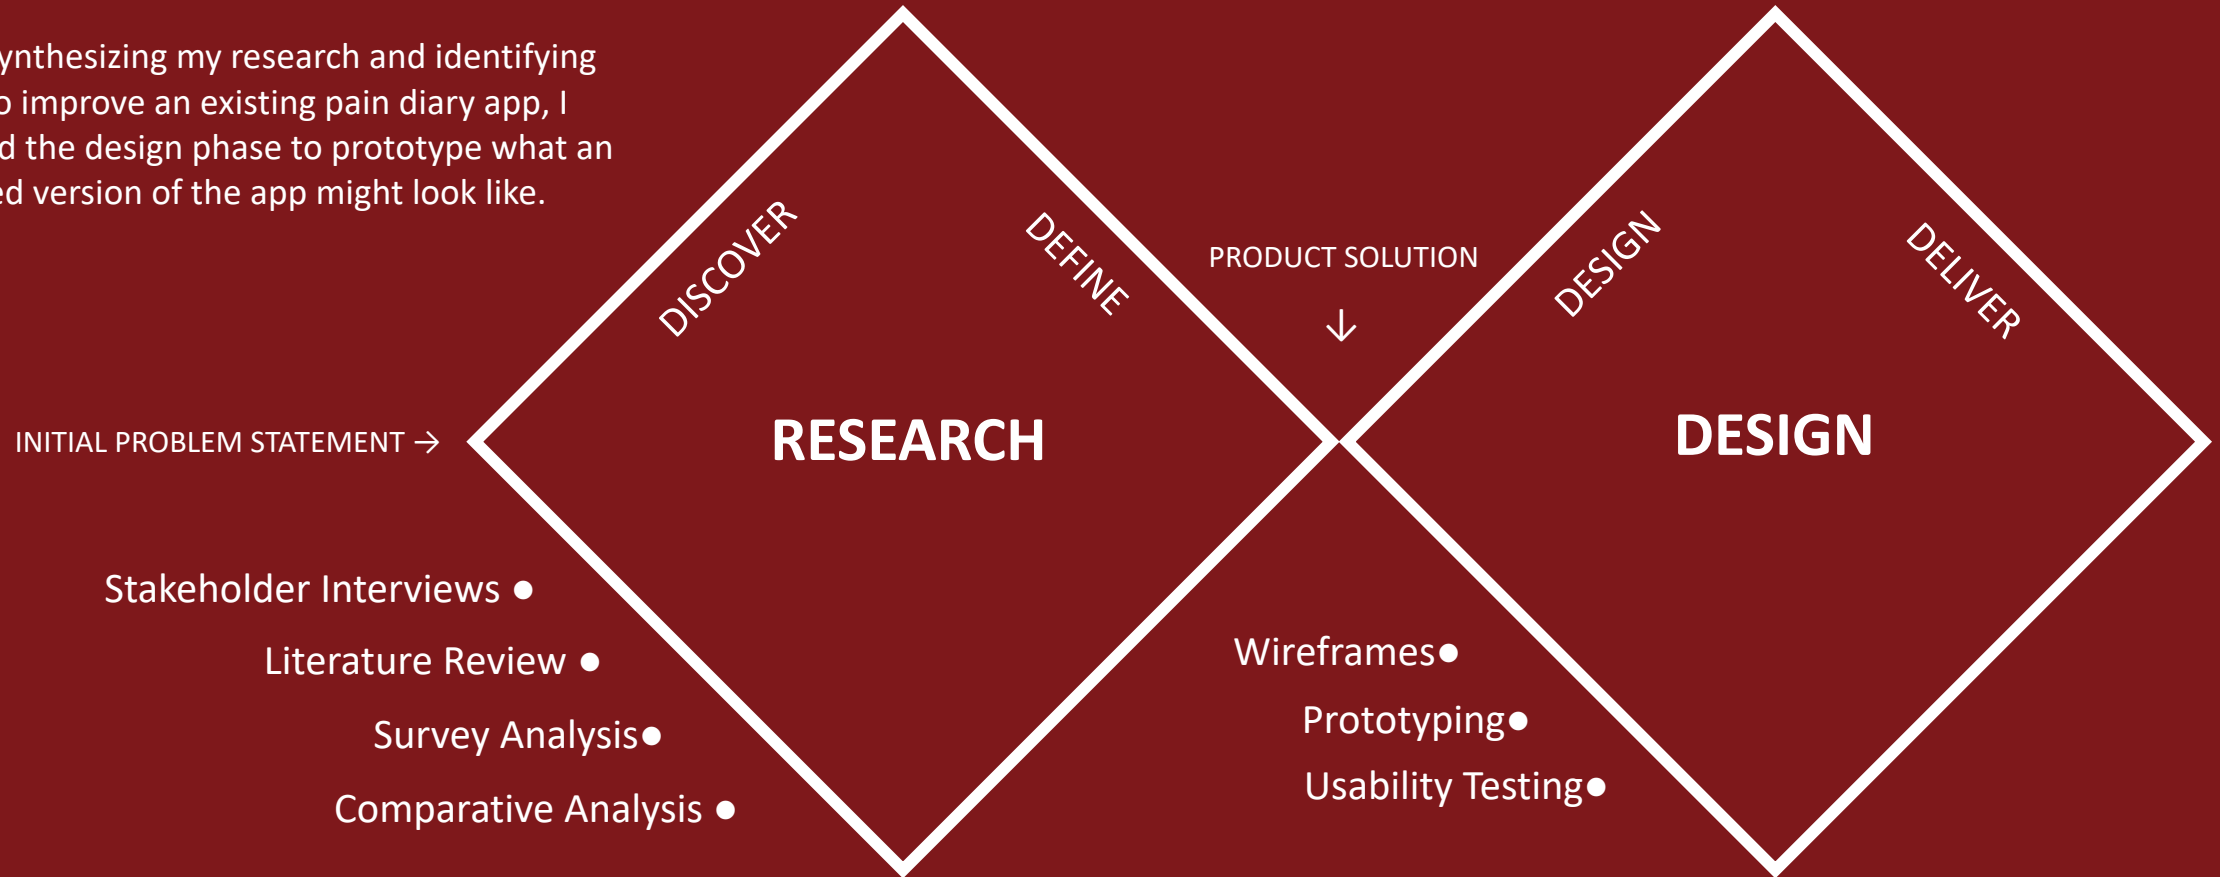 ynthesizing my research and identifying
o improve an existing pain diary app, I
d the design phase to prototype what an
ed version of the app might look like.
DISCOVER
DEFINE
PRODUCT SOLUTION
↓
DESIGN
DELIVER
INITIAL PROBLEM STATEMENT →
RESEARCH
DESIGN
Stakeholder Interviews ●
Literature Review ●
Survey Analysis●
Comparative Analysis ●
Wireframes●
Prototyping●
Usability Testing●